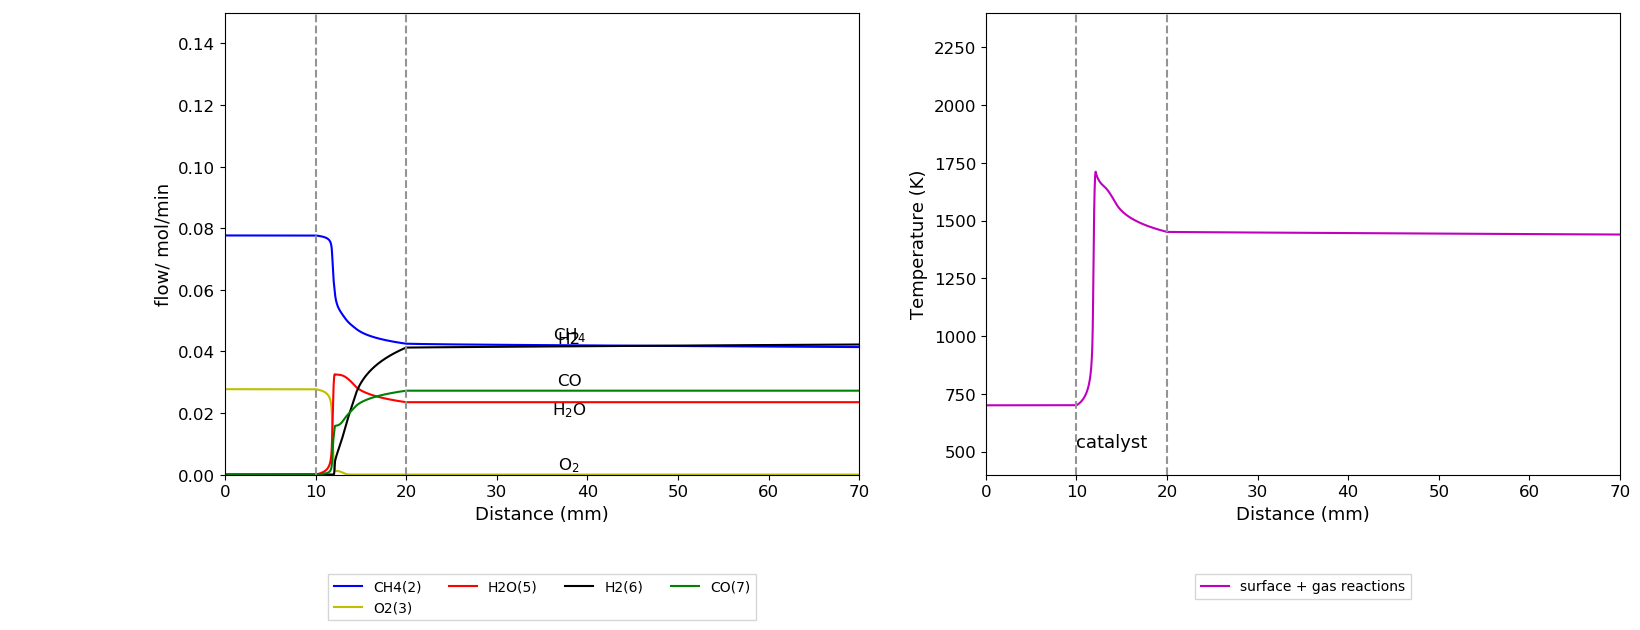 0.14
0.12
0.10
0.08
0.06
0.04
0.02
0.00
flow/ mol/min
CH4
H2
CO
H2O
O2
0 10 20 30 40 50 60 70
Distance (mm)
CH4(2) H2O(5) H2(6) CO(7)
O2(3)
2250
2000
1750
1500
1250
1000
750
500
Temperature (K)
catalyst
0 10 20 30 40 50 60 70
Distance (mm)
surface + gas reactions